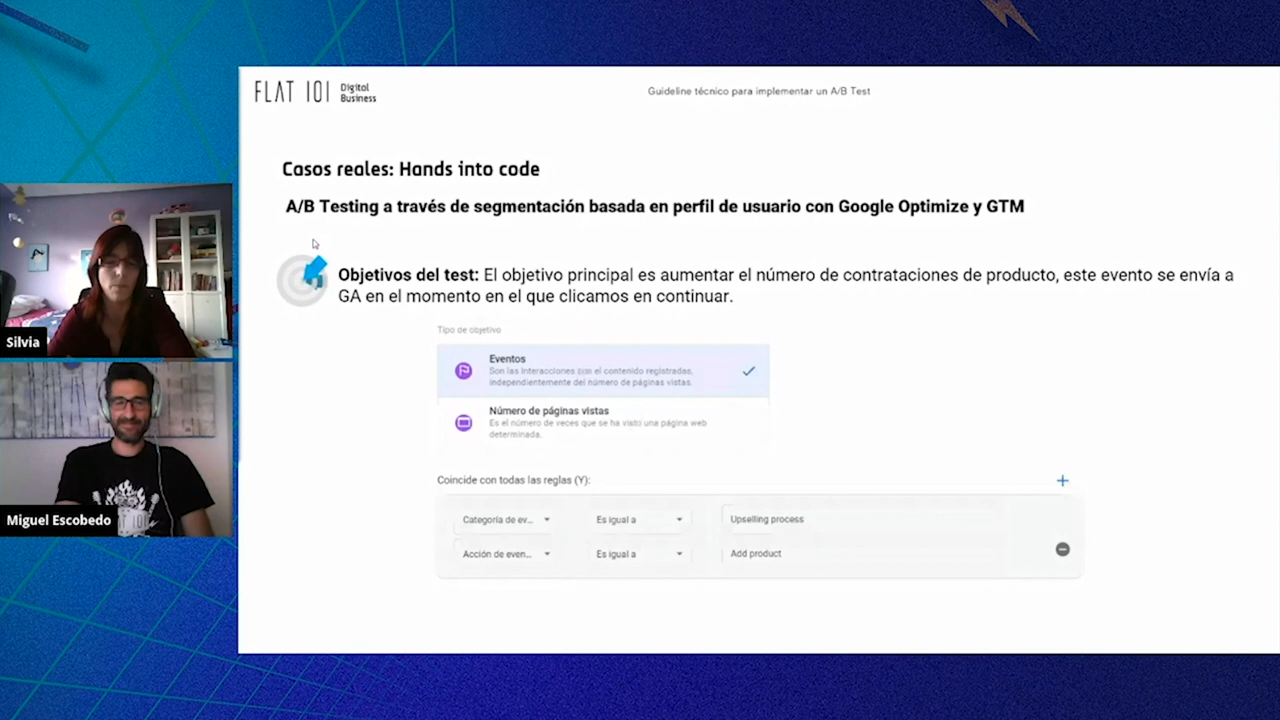 FLAT 101 Digital Business
Guideline técnico para implementar un A/B Test
Casos reales: Hands into code
A/B Testing a través de segmentación basada en perfil de usuario con Google Optimize y GTM
Objetivos del test: El objetivo principal es aumentar el número de contrataciones de producto, este evento se envía a
GA en el momento en el que clicamos en continuar.
Tipo de objetivo
Eventos
Son las interacciones con el contenido registradas,
independientemente del número de páginas vistas.
Número de páginas vistas
Es el número de veces que se ha visto una página web
determinada.
Coincide con todas las reglas (Y):
Categoría de ev... Es igual a Upselling process
Acción de even... Es igual a Add product
Silvia
Miguel Escobedo